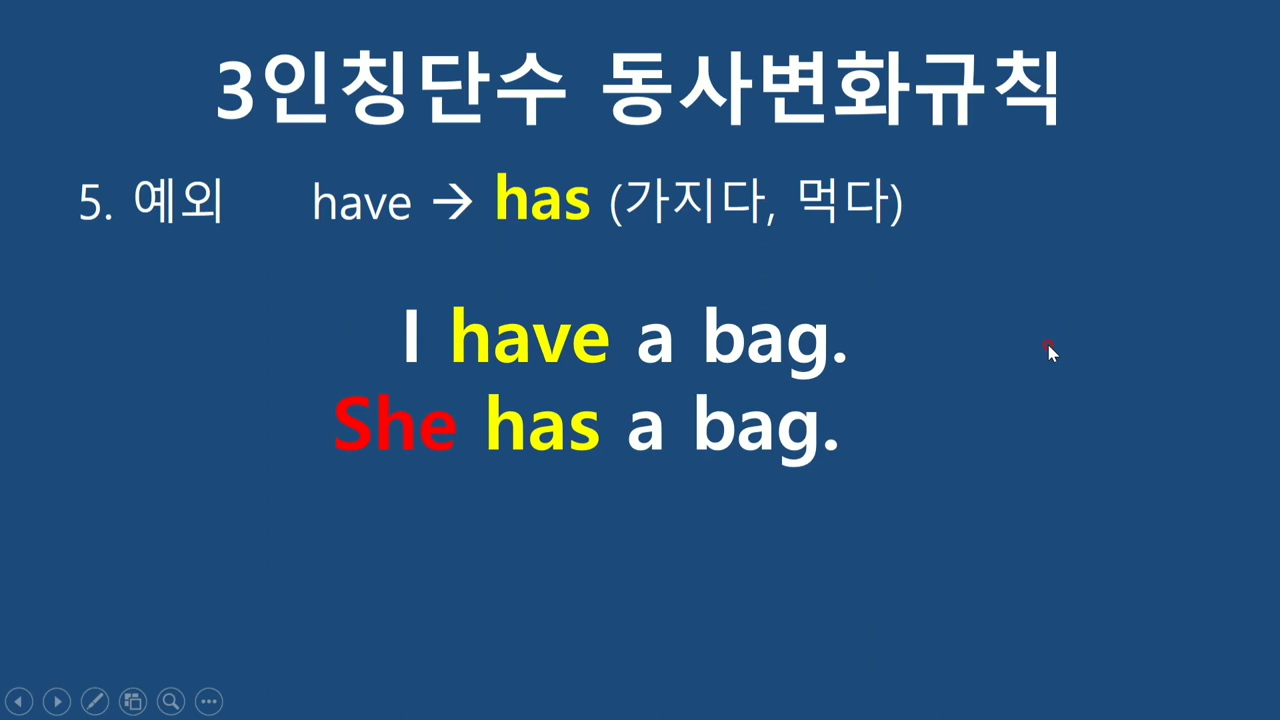 3인칭단수 동사변화규칙
5. 예외 have → has (가지다, 먹다)
I have a bag.
She has a bag.